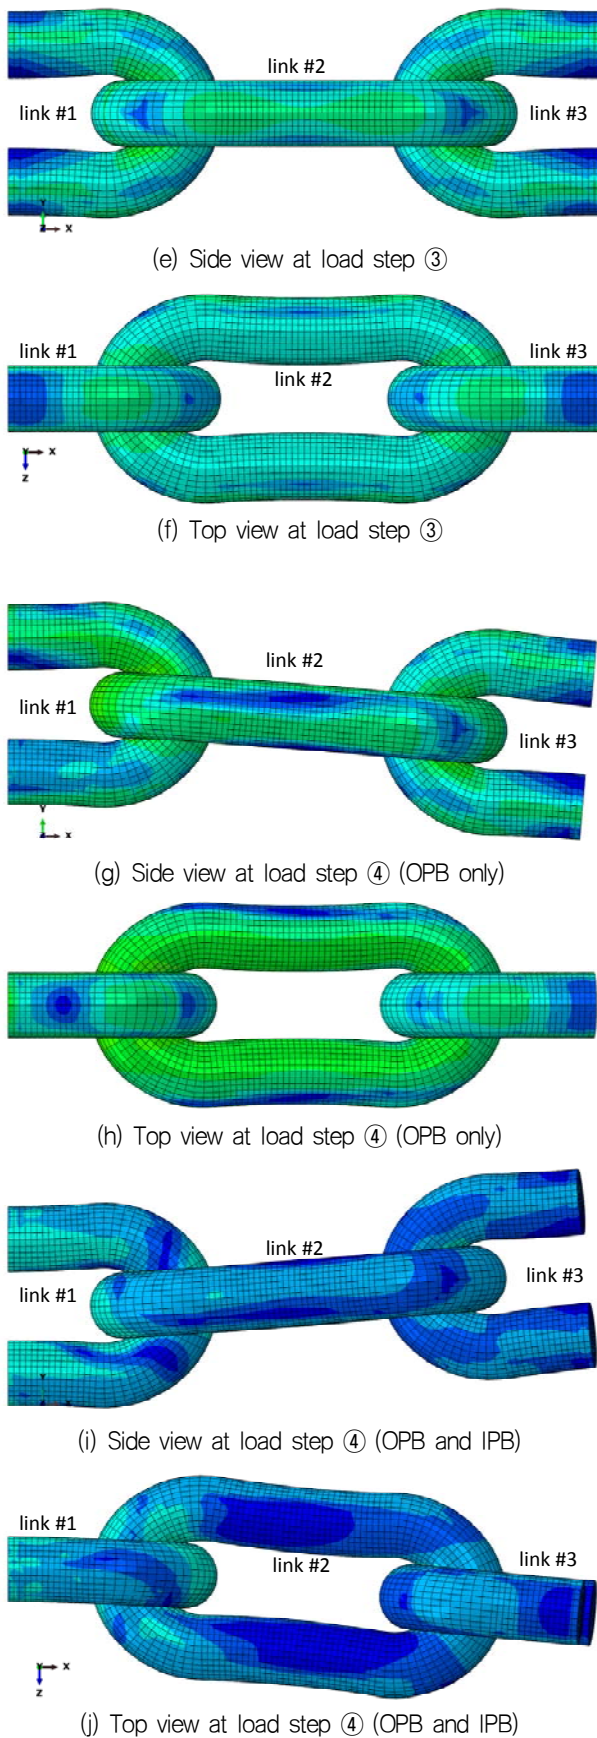 link #2
link #1
link #3
Y
Z X
(e) Side view at load step ③
link #1
link #3
link #2
Y X
Z
(f) Top view at load step ③
link #2
link #1
link #3
Y
Z X
(g) Side view at load step ④ (OPB only)
(h) Top view at load step ④ (OPB only)
link #2
link #1
link #3
(i) Side view at load step ④ (OPB and IPB)
link #1
link #3
link #2
Y X
Z
(j) Top view at load step ④ (OPB and IPB)